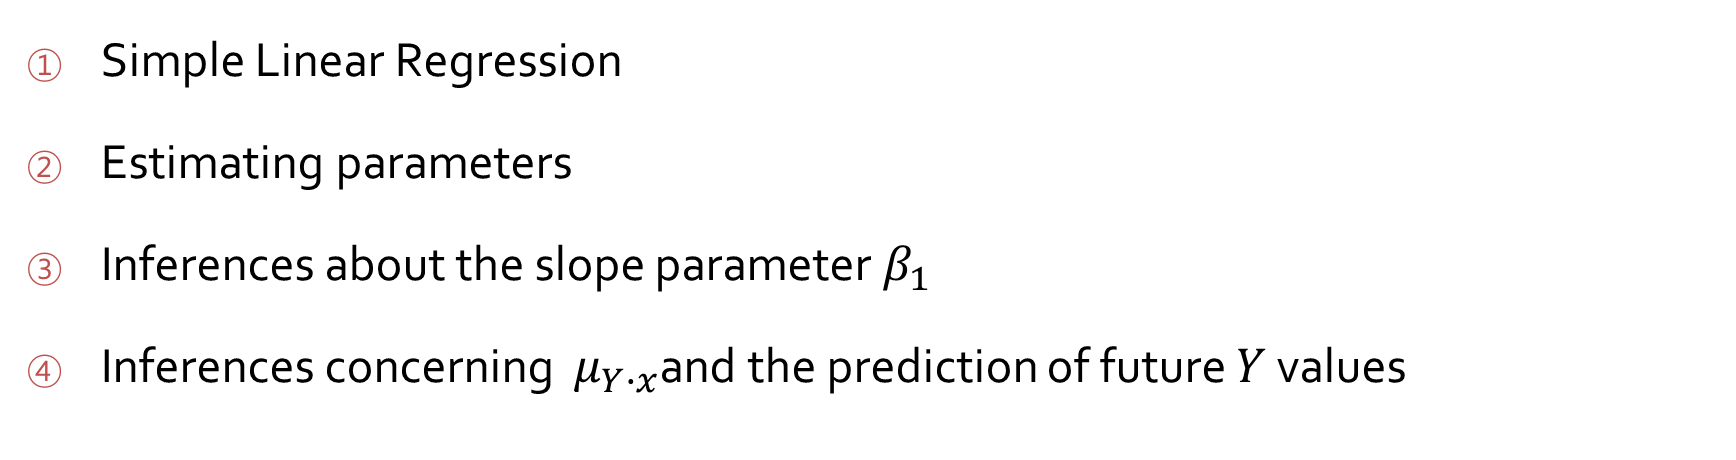 ① Simple Linear Regression
② Estimating parameters
③ Inferences about the slope parameter β₁
④ Inferences concerning μ_{Y·x} and the prediction of future Y values